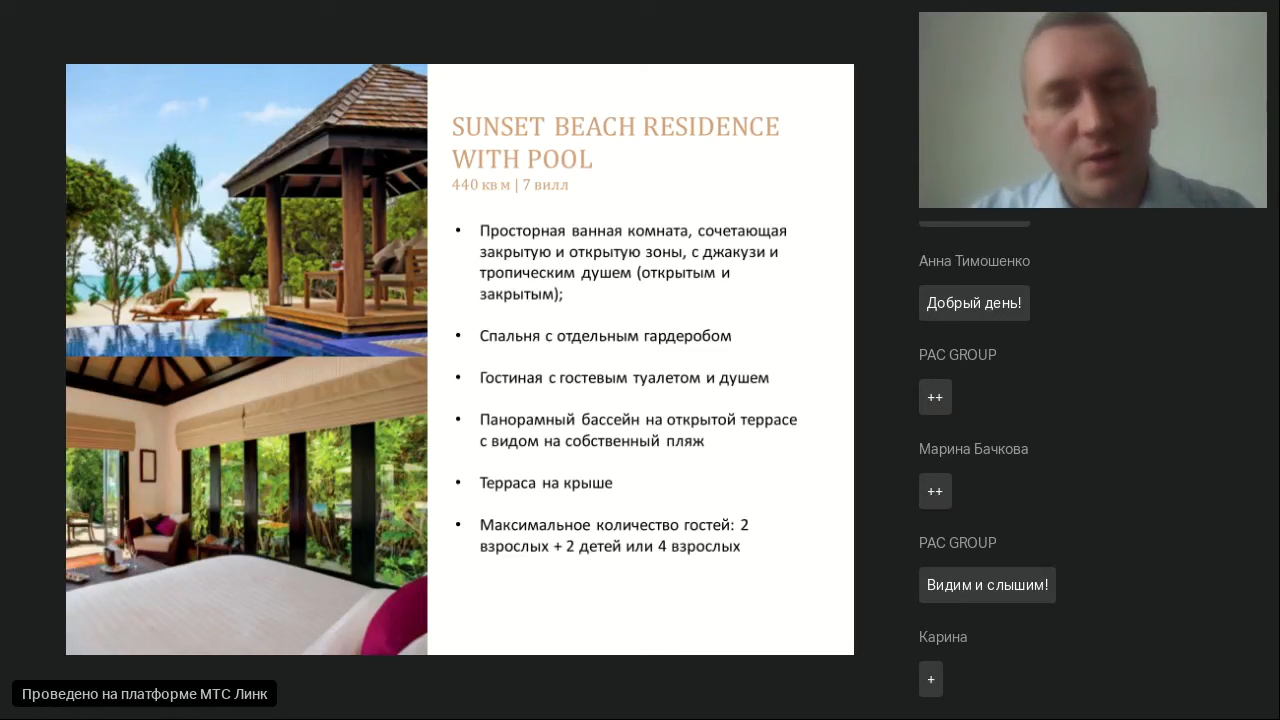 SUNSET BEACH RESIDENCE
WITH POOL
440 кв м | 7 вилл
• Просторная ванная комната, сочетающая
закрытую и открытую зоны, с джакузи и
тропическим душем (открытым и
закрытым);
• Спальня с отдельным гардеробом
• Гостиная с гостевым туалетом и душем
• Панорамный бассейн на открытой террасе
с видом на собственный пляж
• Терраса на крыше
• Максимальное количество гостей: 2
взрослых + 2 детей или 4 взрослых
Анна Тимошенко
Добрый день!
PAC GROUP
++
Марина Бачкова
++
PAC GROUP
Видим и слышим!
Карина
+
Проведено на платформе МТС Линк